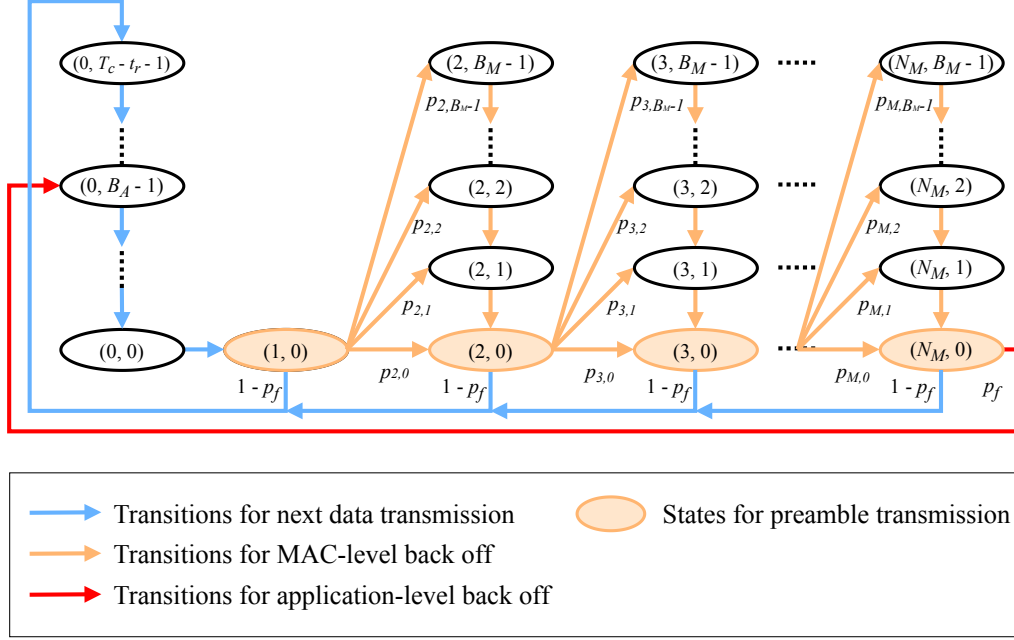 (0, T_c - t_r - 1) (2, B_M - 1) (3, B_M - 1) (N_M, B_M - 1)
p_{2,B_M-1} p_{3,B_M-1} p_{M,B_M-1}
(0, B_A - 1) (2, 2) (3, 2) (N_M, 2)
p_{2,2} p_{3,2} p_{M,2}
(2, 1) (3, 1) (N_M, 1)
p_{2,1} p_{3,1} p_{M,1}
(0, 0) (1, 0) (2, 0) (3, 0) (N_M, 0)
p_{2,0} p_{3,0} p_{M,0}
1 - p_f 1 - p_f 1 - p_f 1 - p_f p_f
Transitions for next data transmission
States for preamble transmission
Transitions for MAC-level back off
Transitions for application-level back off